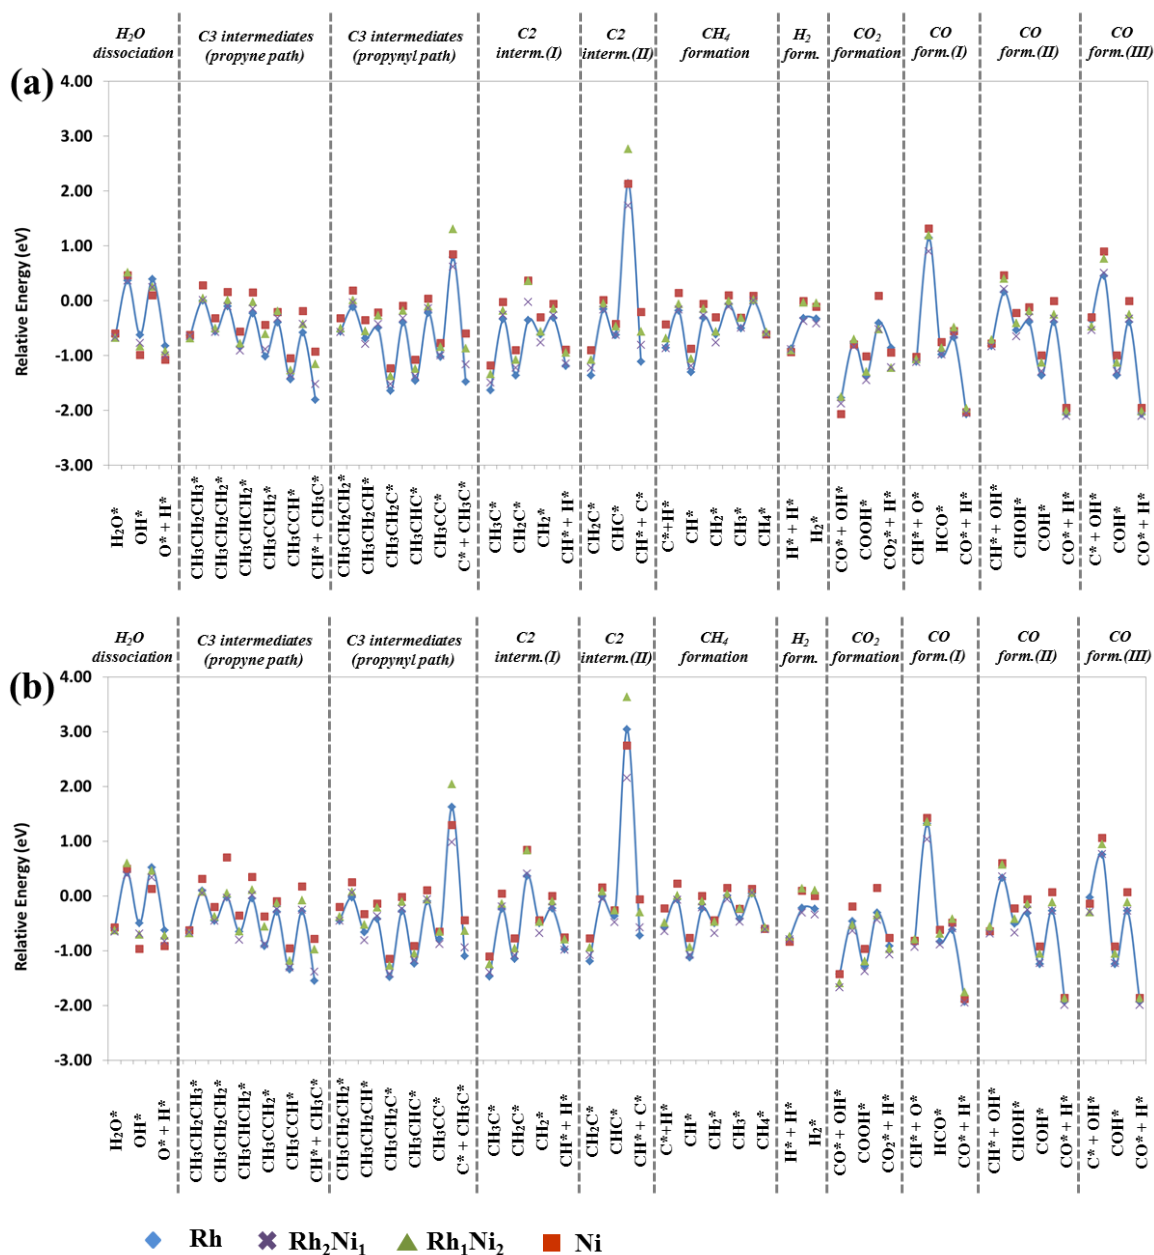 H₂O dissociation
C3 intermediates (propyne path)
C3 intermediates (propynyl path)
C2 interm.(I)
C2 interm.(II)
CH₄ formation
H₂ form.
CO₂ formation
CO form.(I)
CO form.(II)
CO form.(III)
(a)
4.00
3.00
2.00
1.00
0.00
-1.00
-2.00
-3.00
Relative Energy (eV)
H₂O*
OH*
O* + H*
CH3CH2CH3*
CH3CH2CH2*
CH3CHCH2*
CH3CCH2*
CH3CCH*
CH* + CH3C*
CH3CH2CH2*
CH3CH2CH*
CH3CH2C*
CH3CHC*
CH3CC*
C* + CH3C*
CH3C*
CH2C*
CH2*
CH* + H*
CH2C*
CHC*
CH* + C*
C*+H*
CH*
CH2*
CH3*
CH4*
H* + H*
H2*
CO* + OH*
COOH*
CO2* + H*
CH* + O*
HCO*
CO* + H*
CH* + OH*
CHOH*
COH*
CO* + H*
C* + OH*
COH*
CO* + H*
H₂O dissociation
C3 intermediates (propyne path)
C3 intermediates (propynyl path)
C2 interm.(I)
C2 interm.(II)
CH₄ formation
H₂ form.
CO₂ formation
CO form.(I)
CO form.(II)
CO form.(III)
(b)
4.00
3.00
2.00
1.00
0.00
-1.00
-2.00
-3.00
Relative Energy (eV)
H₂O*
OH*
O* + H*
CH3CH2CH3*
CH3CH2CH2*
CH3CHCH2*
CH3CCH2*
CH3CCH*
CH* + CH3C*
CH3CH2CH2*
CH3CH2CH*
CH3CH2C*
CH3CHC*
CH3CC*
C* + CH3C*
CH3C*
CH2C*
CH2*
CH* + H*
CH2C*
CHC*
CH* + C*
C*+H*
CH*
CH2*
CH3*
CH4*
H* + H*
H2*
CO* + OH*
COOH*
CO2* + H*
CH* + O*
HCO*
CO* + H*
CH* + OH*
CHOH*
COH*
CO* + H*
C* + OH*
COH*
CO* + H*
Rh
Rh₂Ni₁
Rh₁Ni₂
Ni